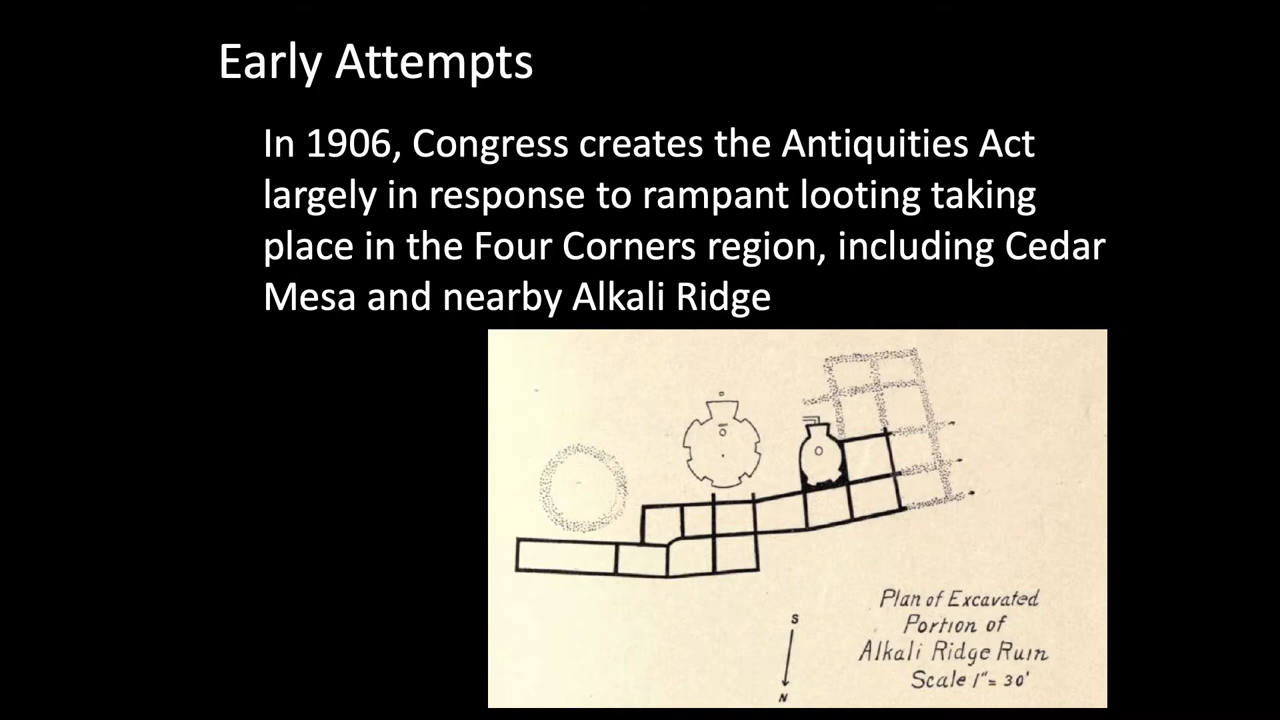 Early Attempts
In 1906, Congress creates the Antiquities Act
largely in response to rampant looting taking
place in the Four Corners region, including Cedar
Mesa and nearby Alkali Ridge
S
N
Plan of Excavated
Portion of
Alkali Ridge Ruin
Scale 1"= 30'